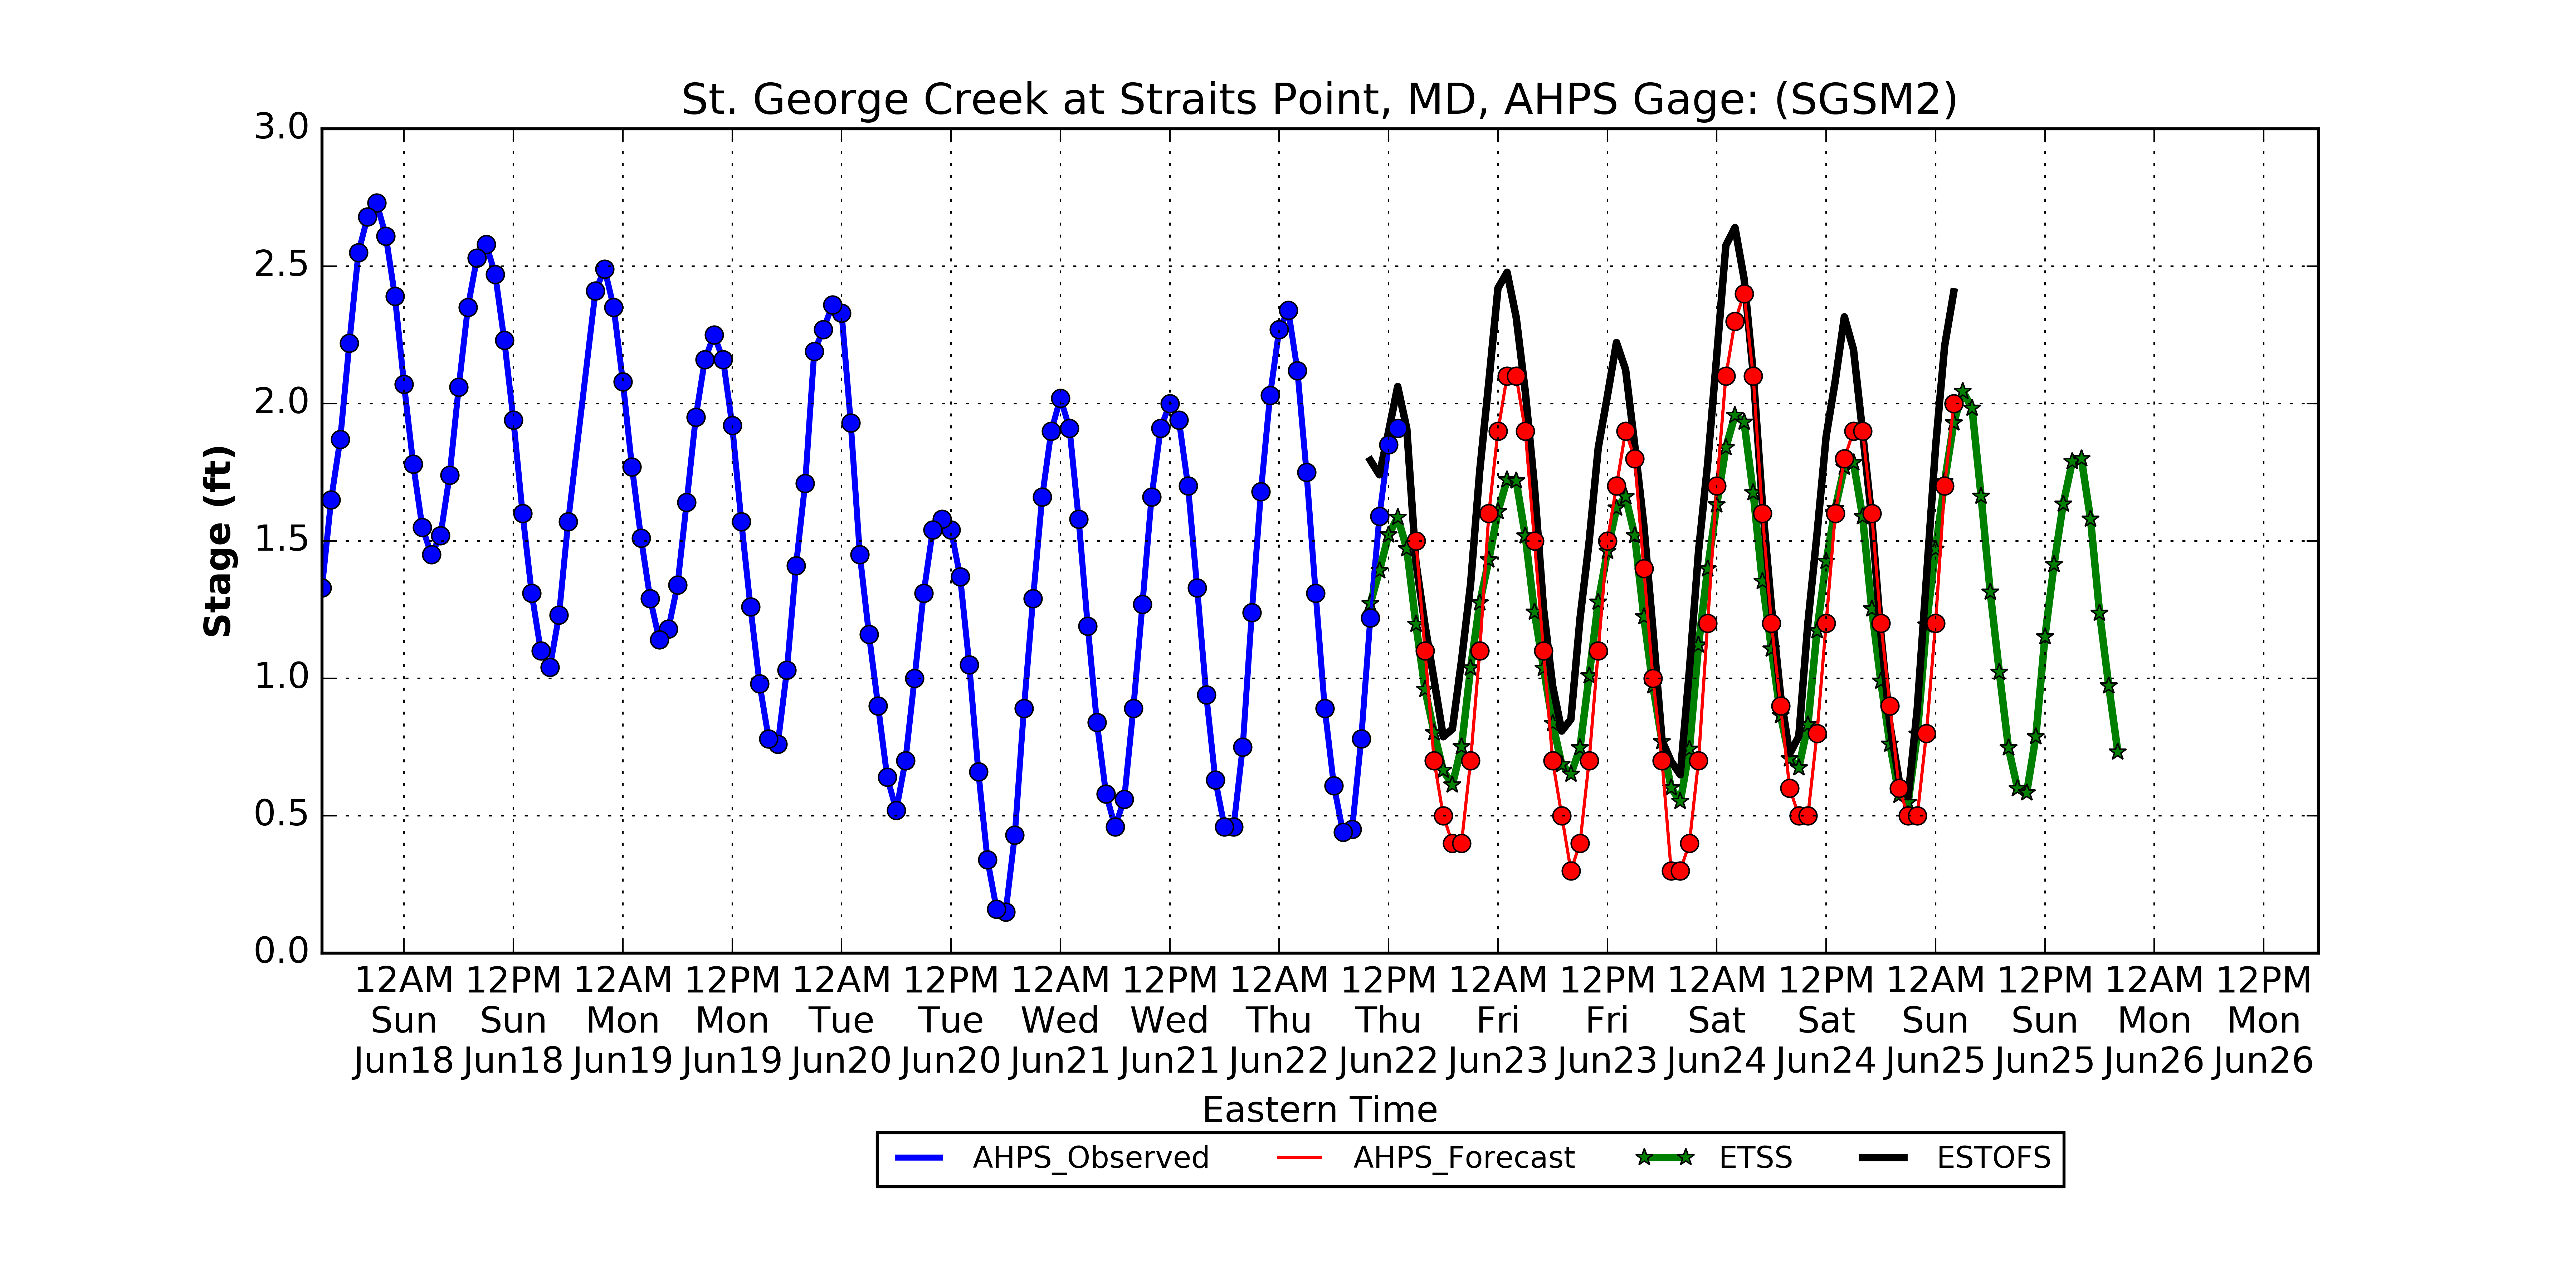 St. George Creek at Straits Point, MD, AHPS Gage: (SGSM2)
3.0
2.5
2.0
1.5
1.0
0.5
0.0
Stage (ft)
12AM 12PM 12AM 12PM 12AM 12PM 12AM 12PM 12AM 12PM 12AM 12PM 12AM 12PM 12AM 12PM 12AM 12PM
Sun Sun Mon Mon Tue Tue Wed Wed Thu Thu Fri Fri Sat Sat Sun Sun Mon Mon
Jun18 Jun18 Jun19 Jun19 Jun20 Jun20 Jun21 Jun21 Jun22 Jun22 Jun23 Jun23 Jun24 Jun24 Jun25 Jun25 Jun26 Jun26
Eastern Time
AHPS_Observed AHPS_Forecast ETSS ESTOFS